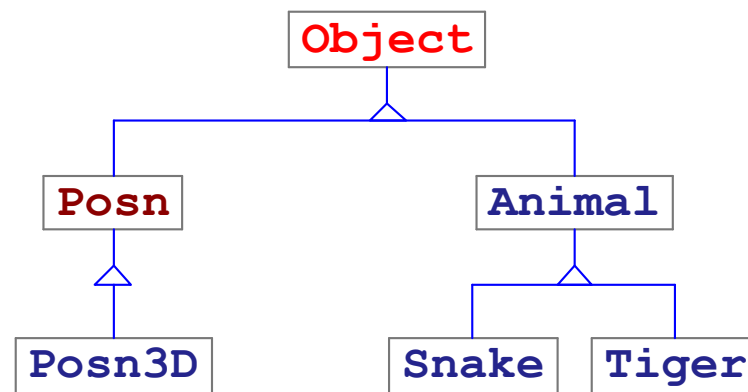 Object
Posn
Animal
Posn3D
Snake
Tiger